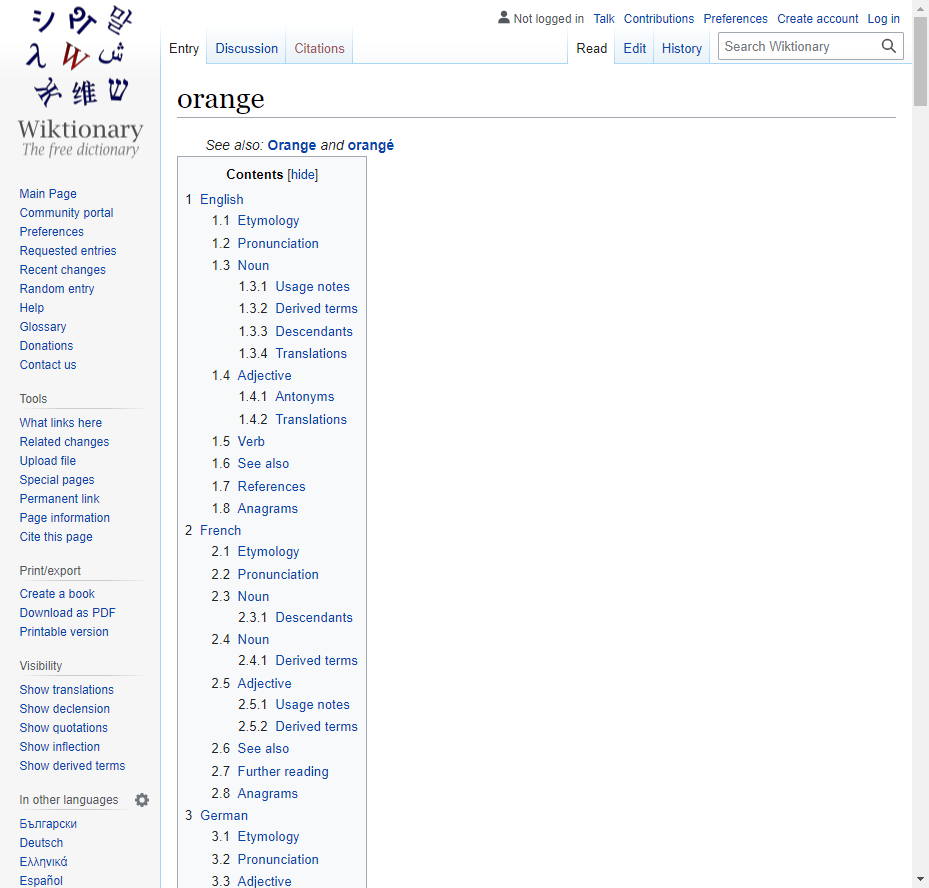 Not logged in Talk Contributions Preferences Create account Log in
Entry Discussion Citations Read Edit History Search Wiktionary
维
Wiktionary
The free dictionary
Main Page
Community portal
Preferences
Requested entries
Recent changes
Random entry
Help
Glossary
Donations
Contact us
Tools
What links here
Related changes
Upload file
Special pages
Permanent link
Page information
Cite this page
Print/export
Create a book
Download as PDF
Printable version
Visibility
Show translations
Show declension
Show quotations
Show inflection
Show derived terms
In other languages
Български
Deutsch
Ελληνικά
Español
orange
See also: Orange and orangé
Contents [hide]
1 English
1.1 Etymology
1.2 Pronunciation
1.3 Noun
1.3.1 Usage notes
1.3.2 Derived terms
1.3.3 Descendants
1.3.4 Translations
1.4 Adjective
1.4.1 Antonyms
1.4.2 Translations
1.5 Verb
1.6 See also
1.7 References
1.8 Anagrams
2 French
2.1 Etymology
2.2 Pronunciation
2.3 Noun
2.3.1 Descendants
2.4 Noun
2.4.1 Derived terms
2.5 Adjective
2.5.1 Usage notes
2.5.2 Derived terms
2.6 See also
2.7 Further reading
2.8 Anagrams
3 German
3.1 Etymology
3.2 Pronunciation
3.3 Adjective